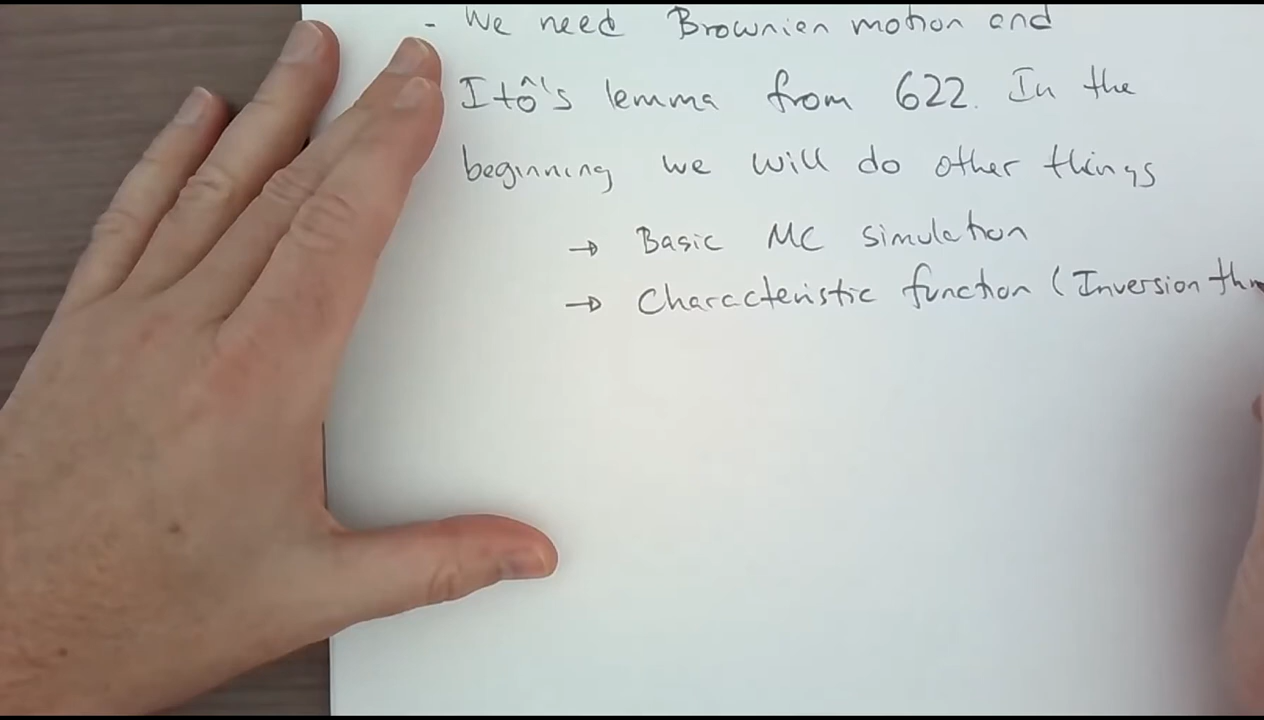 - We need Brownian motion and
Itô's lemma from 622. In the
beginning we will do other things
→ Basic MC simulation
→ Characteristic function (Inversion thm